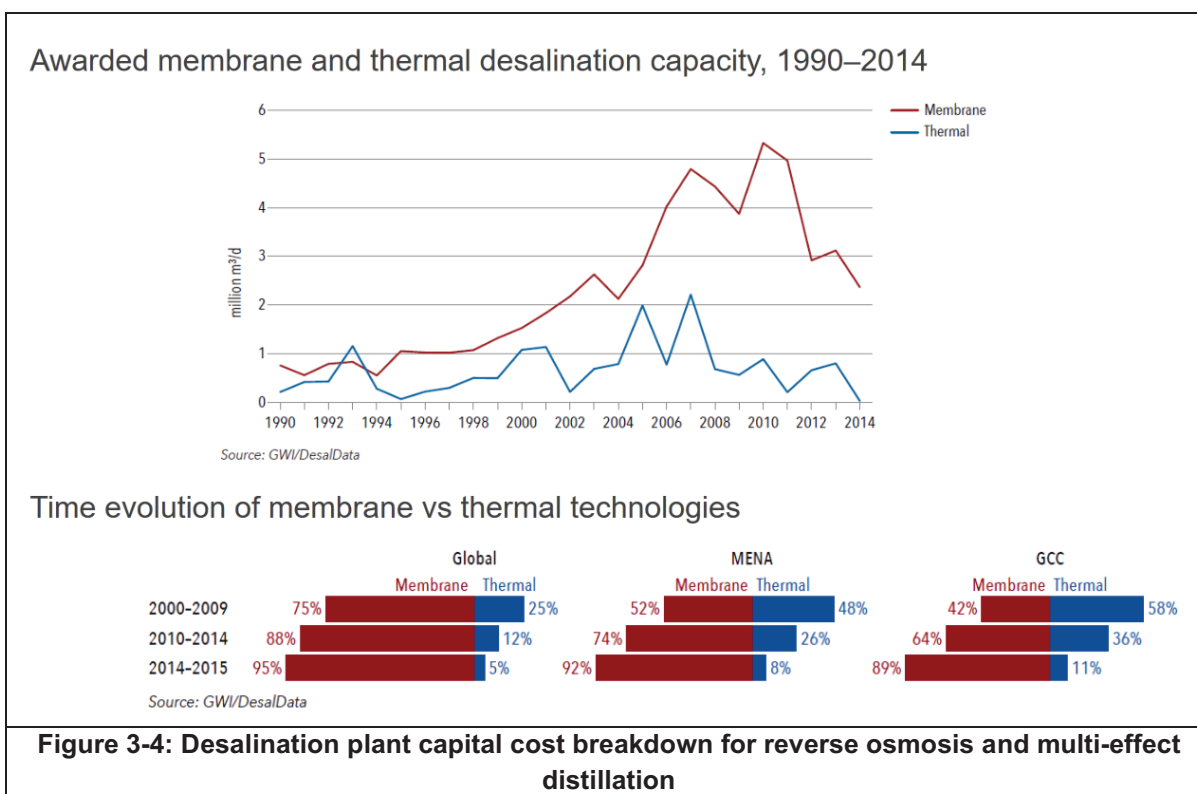 Awarded membrane and thermal desalination capacity, 1990–2014
6
5
4
3
2
1
0
million m³/d
Membrane
Thermal
1990 1992 1994 1996 1998 2000 2002 2004 2006 2008 2010 2012 2014
Source: GWI/DesalData
Time evolution of membrane vs thermal technologies
Global MENA GCC
Membrane Thermal Membrane Thermal Membrane Thermal
2000–2009 75% 25% 52% 48% 42% 58%
2010–2014 88% 12% 74% 26% 64% 36%
2014–2015 95% 5% 92% 8% 89% 11%
Source: GWI/DesalData
Figure 3-4: Desalination plant capital cost breakdown for reverse osmosis and multi-effect
distillation